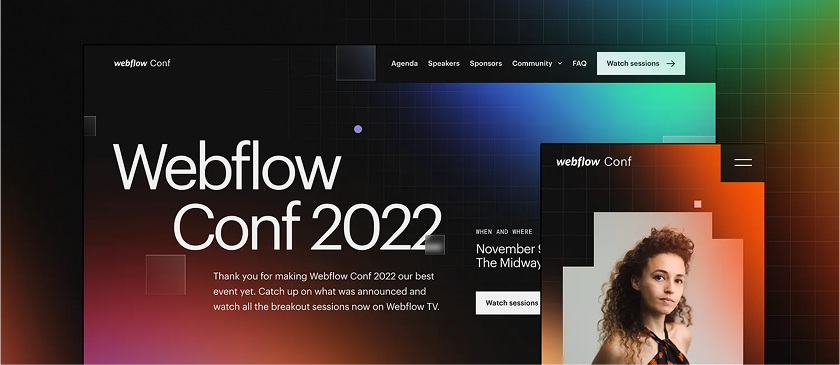 webflow Conf
Agenda Speakers Sponsors Community FAQ Watch sessions
Webflow
Conf 2022
Thank you for making Webflow Conf 2022 our best
event yet. Catch up on what was announced and
watch all the breakout sessions now on Webflow TV.
WHEN AND WHERE
November
The Midway
Watch sessions
webflow Conf